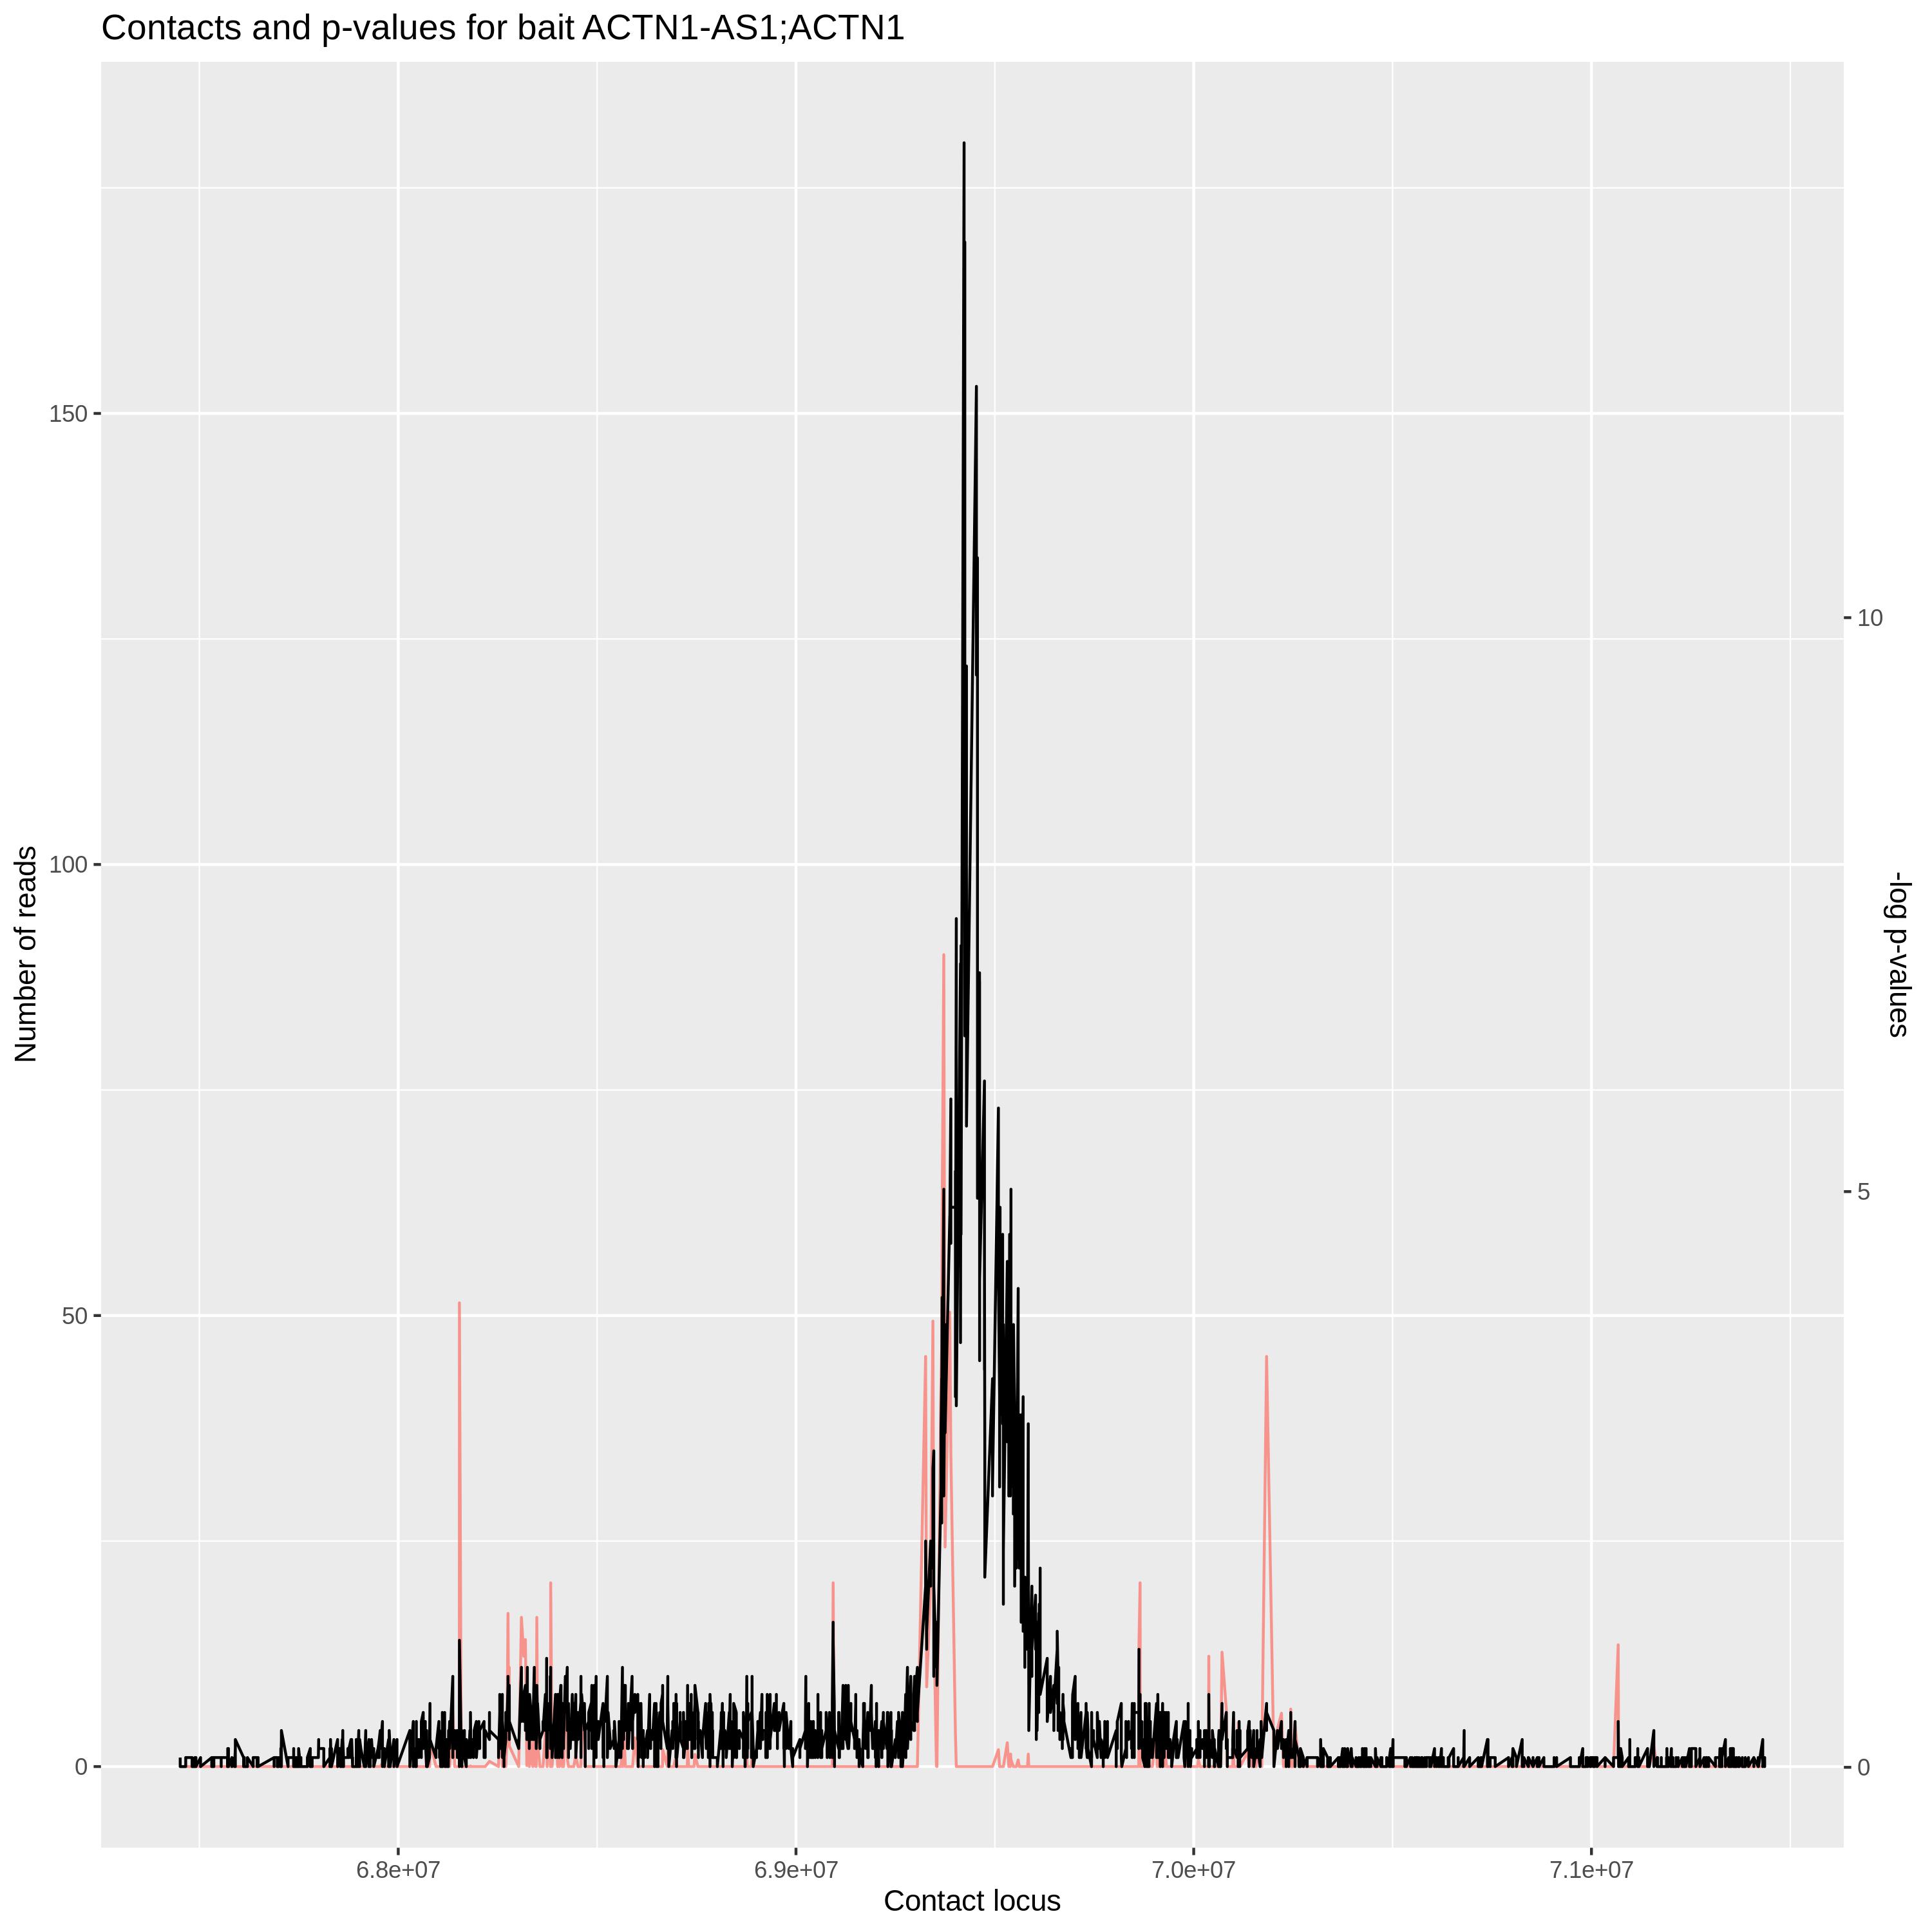 Contacts and p-values for bait ACTN1-AS1;ACTN1
Number of reads
150
100
50
0
10
5
0
-log p-values
6.8e+07 6.9e+07 7.0e+07 7.1e+07
Contact locus